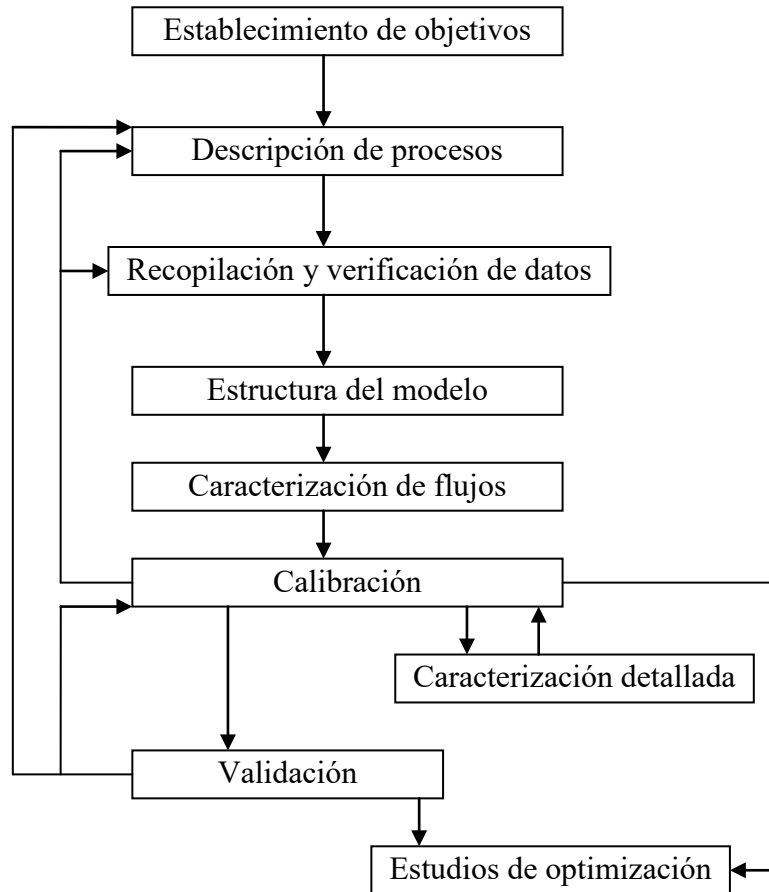 Establecimiento de objetivos
Descripción de procesos
Recopilación y verificación de datos
Estructura del modelo
Caracterización de flujos
Calibración
Caracterización detallada
Validación
Estudios de optimización